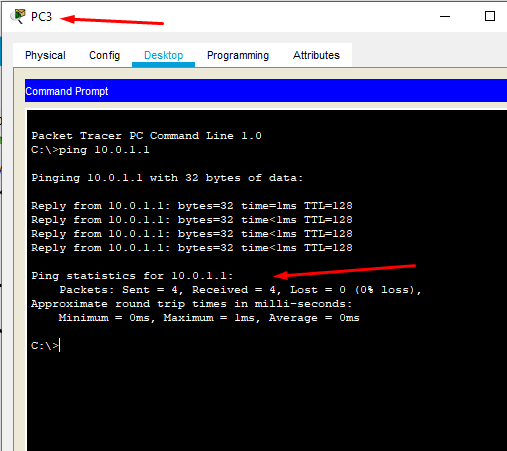 PC3
Physical Config Desktop Programming Attributes
Command Prompt
Packet Tracer PC Command Line 1.0
C:\>ping 10.0.1.1
Pinging 10.0.1.1 with 32 bytes of data:
Reply from 10.0.1.1: bytes=32 time=1ms TTL=128
Reply from 10.0.1.1: bytes=32 time<1ms TTL=128
Reply from 10.0.1.1: bytes=32 time<1ms TTL=128
Reply from 10.0.1.1: bytes=32 time<1ms TTL=128
Ping statistics for 10.0.1.1:
Packets: Sent = 4, Received = 4, Lost = 0 (0% loss),
Approximate round trip times in milli-seconds:
Minimum = 0ms, Maximum = 1ms, Average = 0ms
C:\>